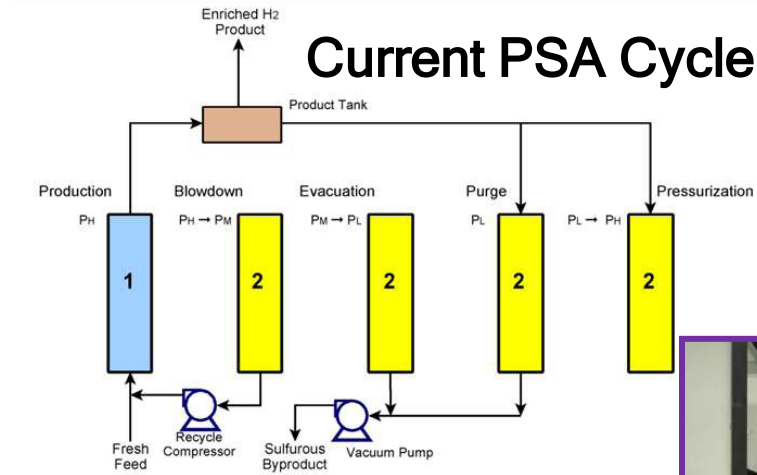 Enriched H2
Product
Current PSA Cycle
Product Tank
Production
Blowdown
Evacuation
Purge
Pressurization
PH
PH → PM
PM → PL
PL
PL → PH
1
2
2
2
2
Fresh
Feed
Recycle
Compressor
Sulfurous
Byproduct
Vacuum Pump